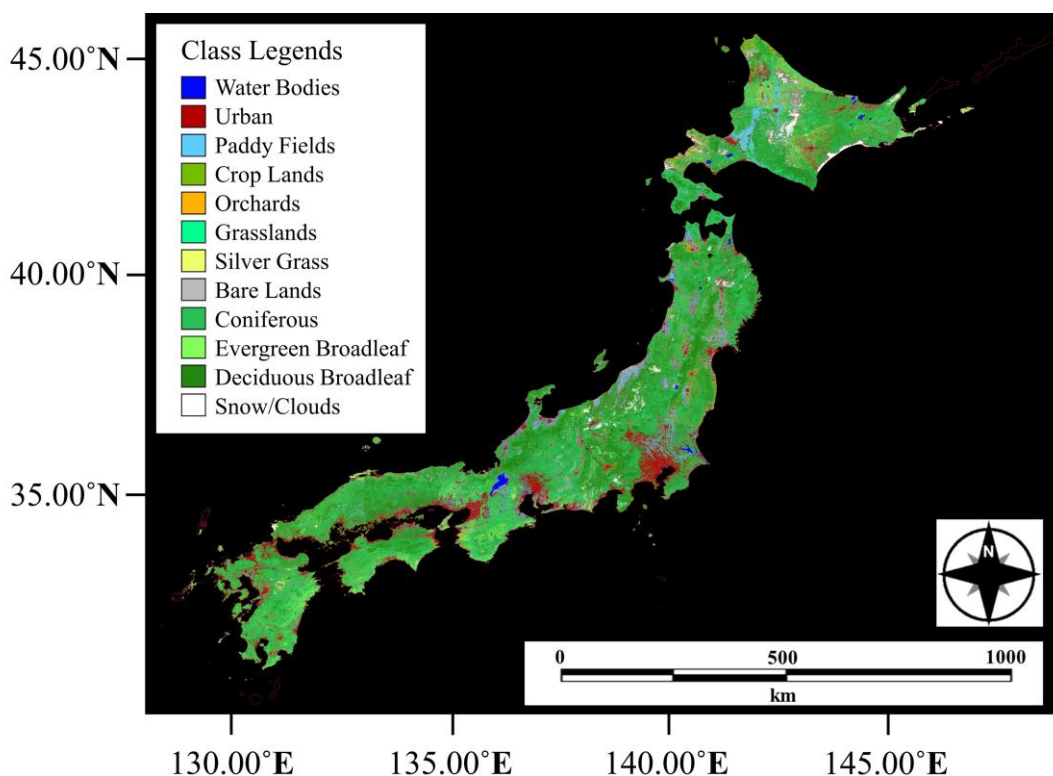 45.00°N
40.00°N
35.00°N
Class Legends
Water Bodies
Urban
Paddy Fields
Crop Lands
Orchards
Grasslands
Silver Grass
Bare Lands
Coniferous
Evergreen Broadleaf
Deciduous Broadleaf
Snow/Clouds
N
0 500 1000
km
130.00°E 135.00°E 140.00°E 145.00°E